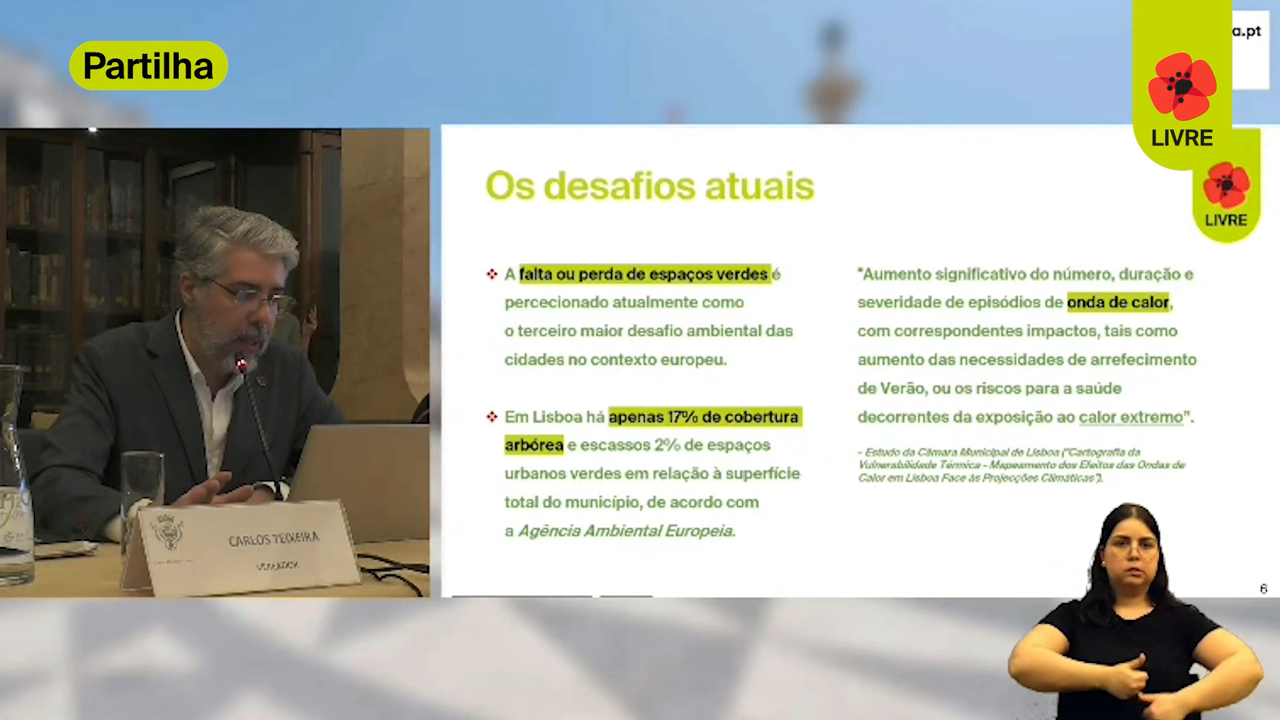 Partilha
a.pt
LIVRE
LIVRE
Os desafios atuais
A falta ou perda de espaços verdes é
percecionado atualmente como
o terceiro maior desafio ambiental das
cidades no contexto europeu.
Em Lisboa há apenas 17% de cobertura
arbórea e escassos 2% de espaços
urbanos verdes em relação à superfície
total do município, de acordo com
a Agência Ambiental Europeia.
"Aumento significativo do número, duração e
severidade de episódios de onda de calor,
com correspondentes impactos, tais como
aumento das necessidades de arrefecimento
de Verão, ou os riscos para a saúde
decorrentes da exposição ao calor extremo".
- Estudo da Câmara Municipal de Lisboa ("Cartografia da
Vulnerabilidade Térmica - Mapeamento dos Efeitos das Ondas de
Calor em Lisboa Face às Projecções Climáticas").
6
CARLOS TEIXEIRA
VEREADOR